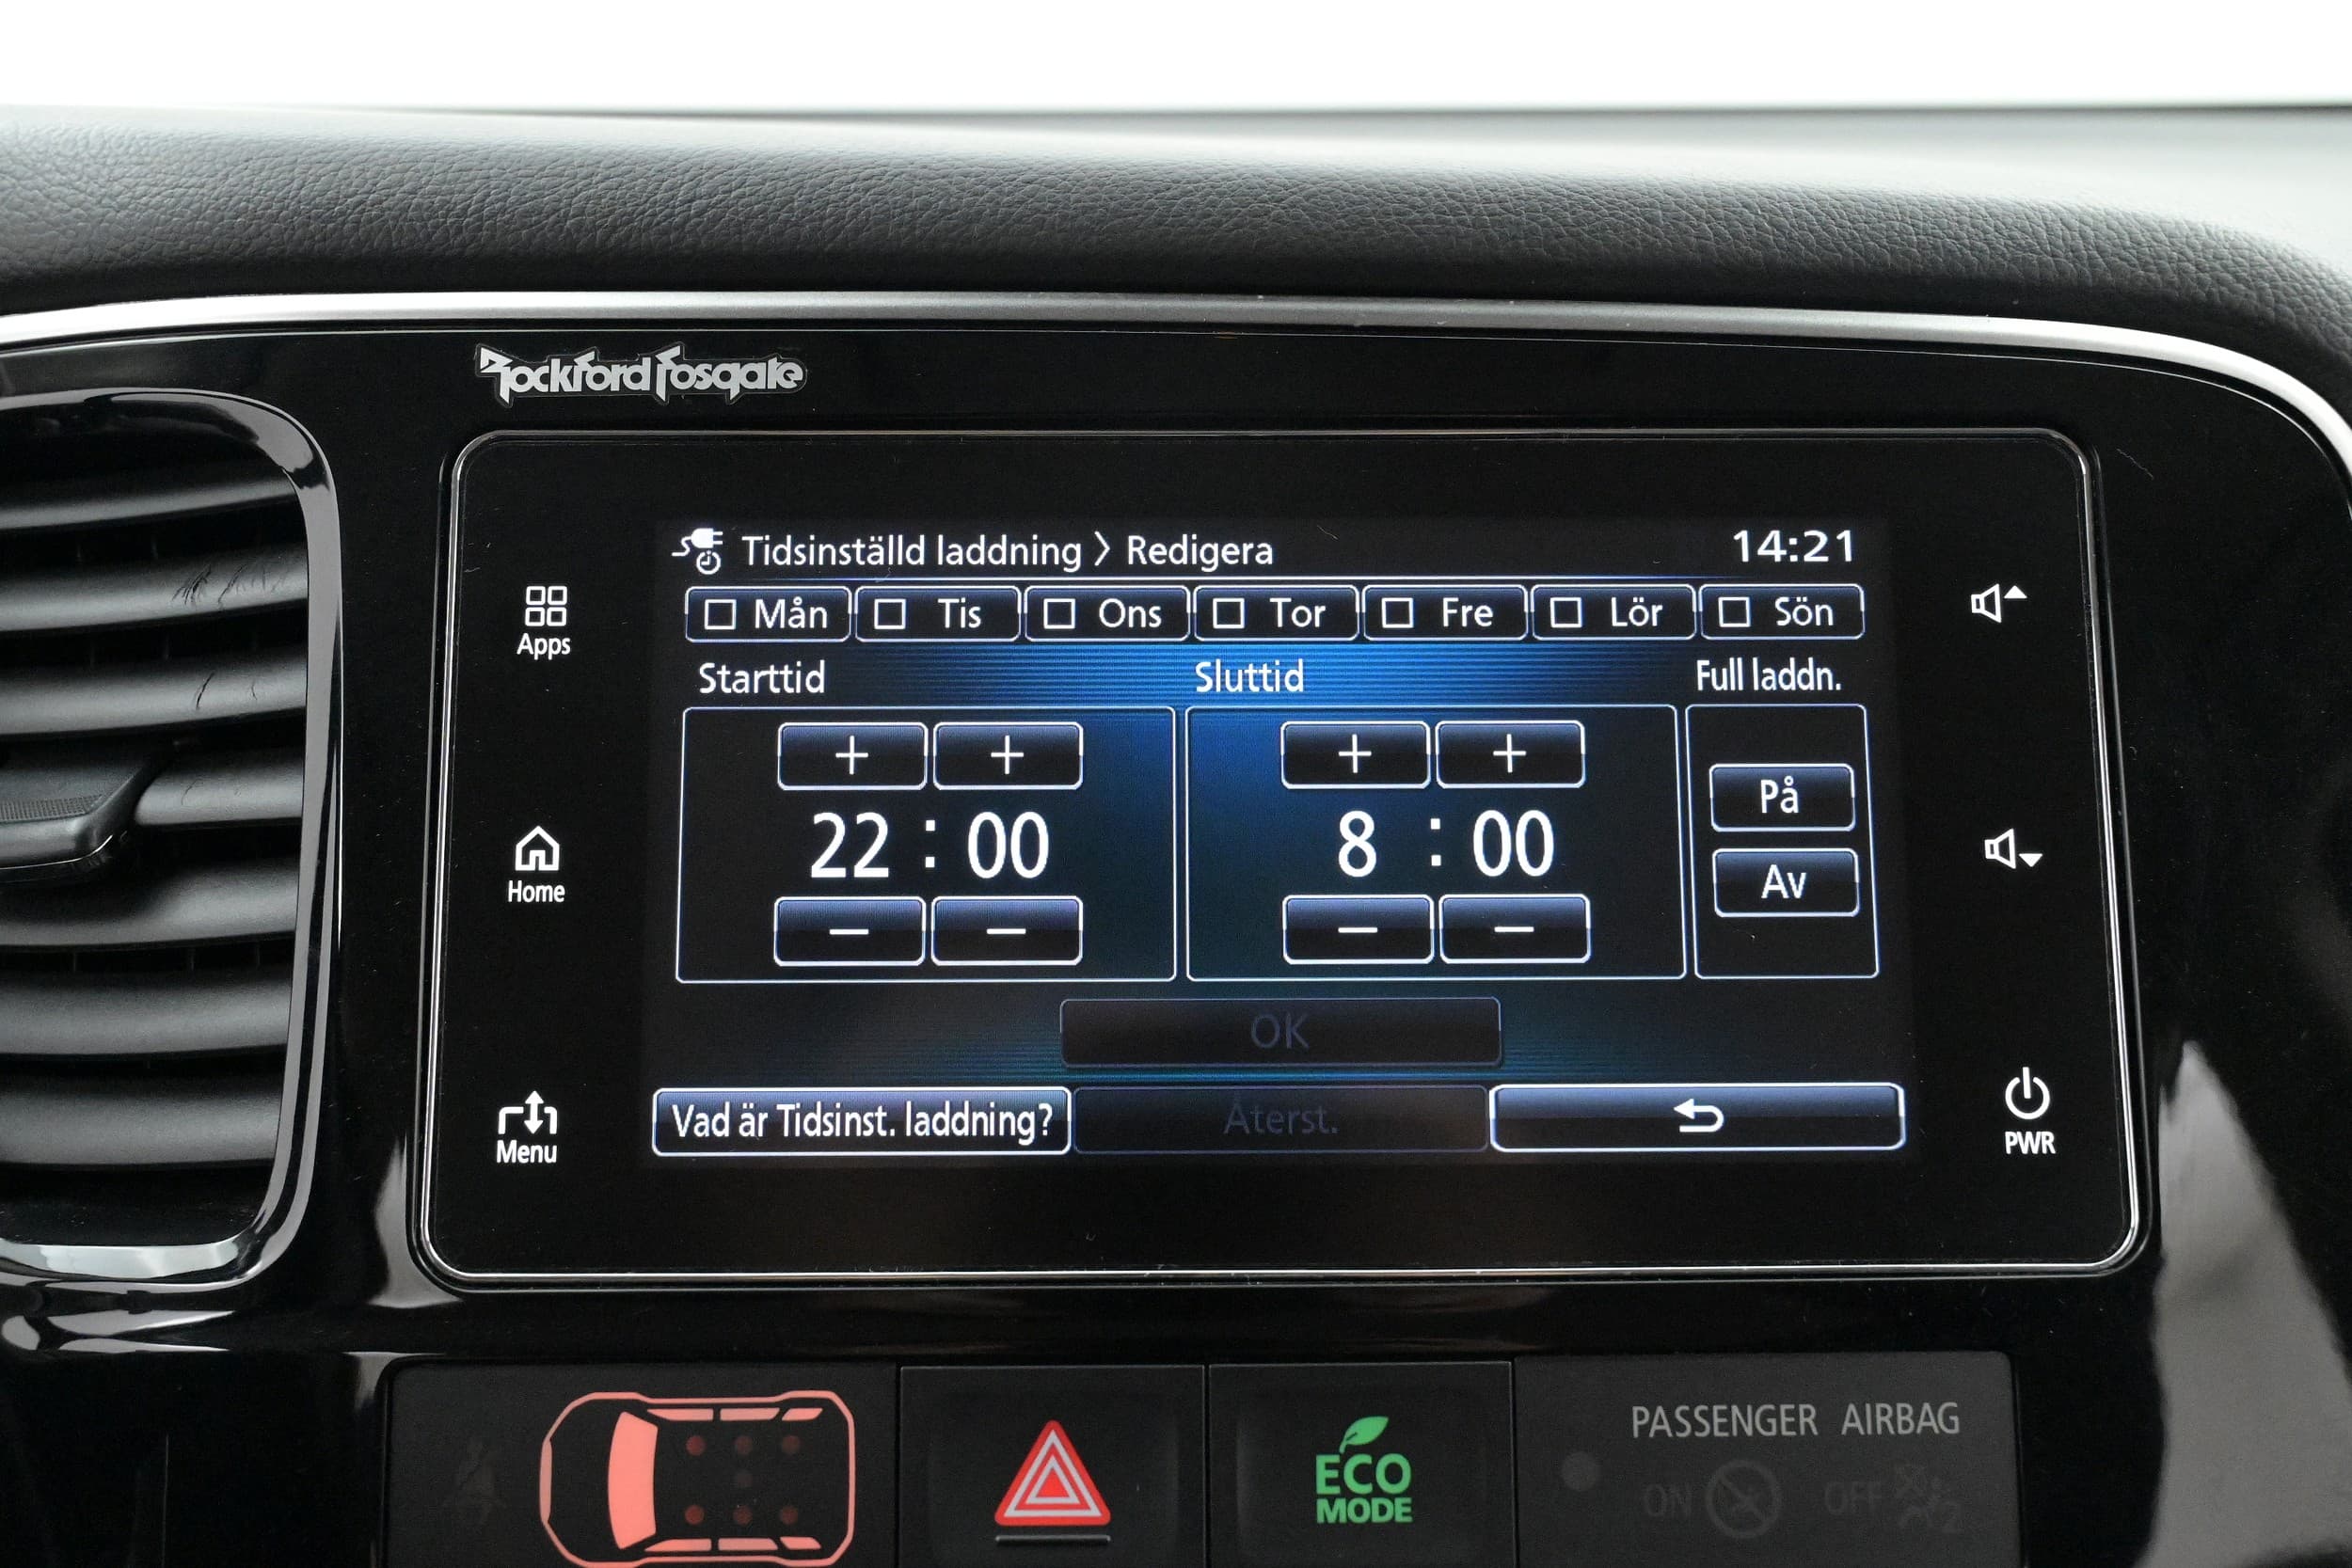 Rockford Fosgate
Tidsinställd laddning > Redigera 14:21
Mån Tis Ons Tor Fre Lör Sön
Starttid Sluttid Full laddn.
+ + + +
På
22 : 00 8 : 00
Av
− − − −
OK
Vad är Tidsinst. laddning? Återst.
Apps
Home
Menu
PWR
ECO
MODE
PASSENGER AIRBAG
ON OFF 2